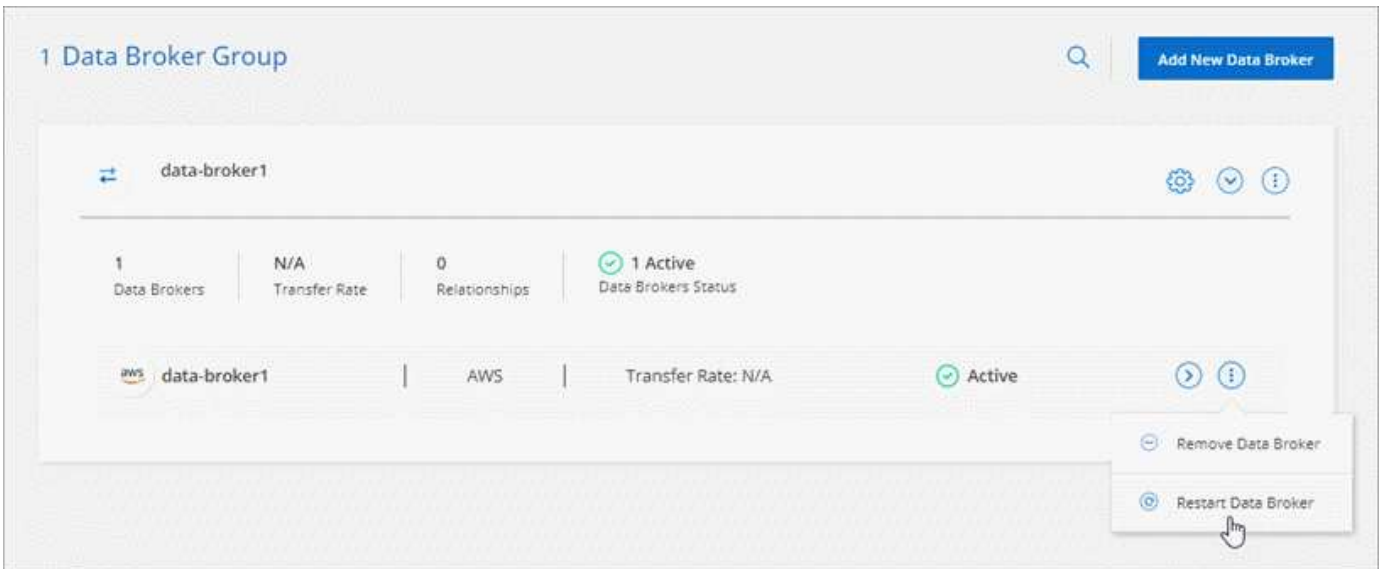 1 Data Broker Group
Add New Data Broker
data-broker1
1
Data Brokers
N/A
Transfer Rate
0
Relationships
1 Active
Data Brokers Status
aws
data-broker1
AWS
Transfer Rate: N/A
Active
Remove Data Broker
Restart Data Broker